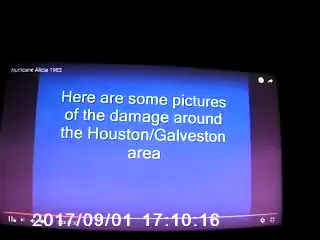 Hurricane Alicia 1983
Here are some pictures
of the damage around
the Houston/Galveston
area
2017/09/01 17:10:16